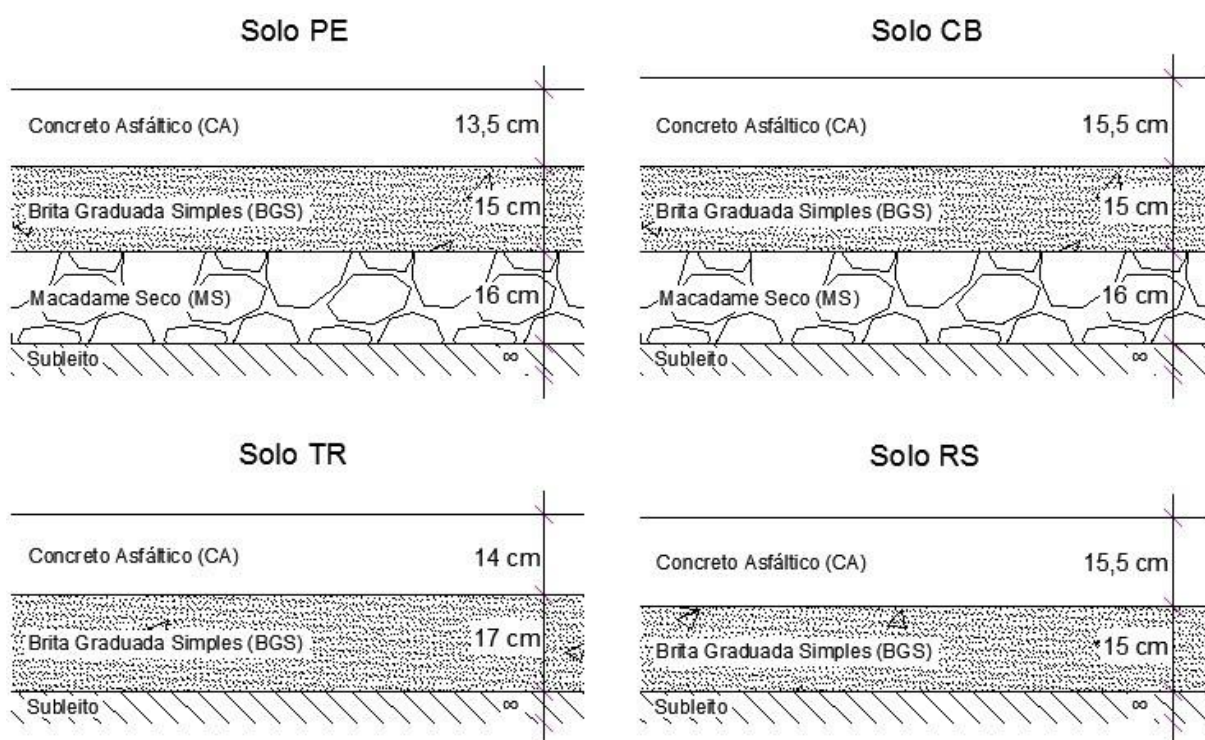 Solo PE
Concreto Asfáltico (CA) 13,5 cm
Brita Graduada Simples (BGS) 15 cm
Macadame Seco (MS) 16 cm
Subleito ∞
Solo CB
Concreto Asfáltico (CA) 15,5 cm
Brita Graduada Simples (BGS) 15 cm
Macadame Seco (MS) 16 cm
Subleito ∞
Solo TR
Concreto Asfáltico (CA) 14 cm
Brita Graduada Simples (BGS) 17 cm
Subleito ∞
Solo RS
Concreto Asfáltico (CA) 15,5 cm
Brita Graduada Simples (BGS) 15 cm
Subleito ∞